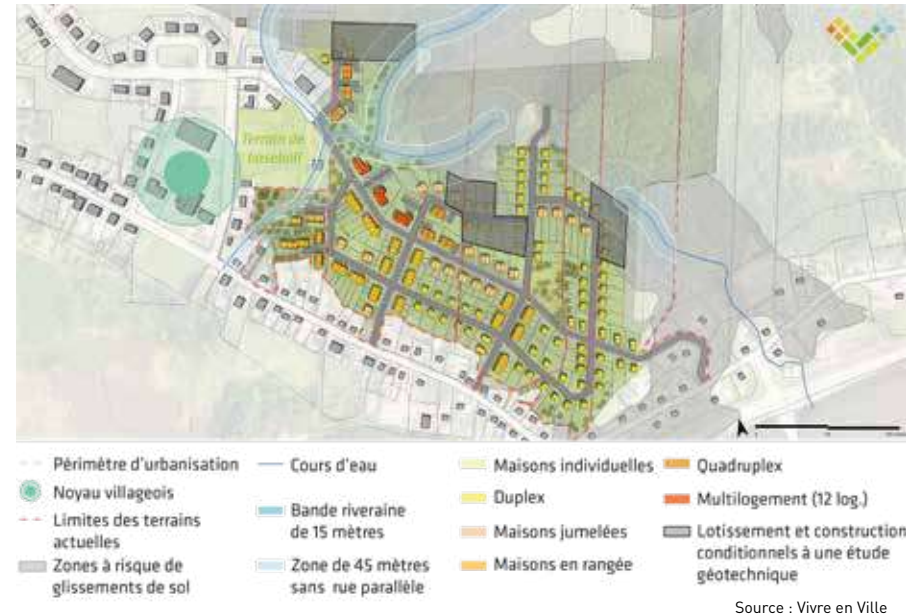 Terrain de
baseball
Périmètre d'urbanisation
Noyau villageois
Limites des terrains
actuelles
Zones à risque de
glissements de sol
Cours d'eau
Bande riveraine
de 15 mètres
Zone de 45 mètres
sans rue parallèle
Maisons individuelles
Duplex
Maisons jumelées
Maisons en rangée
Quadruplex
Multilogement (12 log.)
Lotissement et construction
conditionnels à une étude
géotechnique
Source : Vivre en Ville